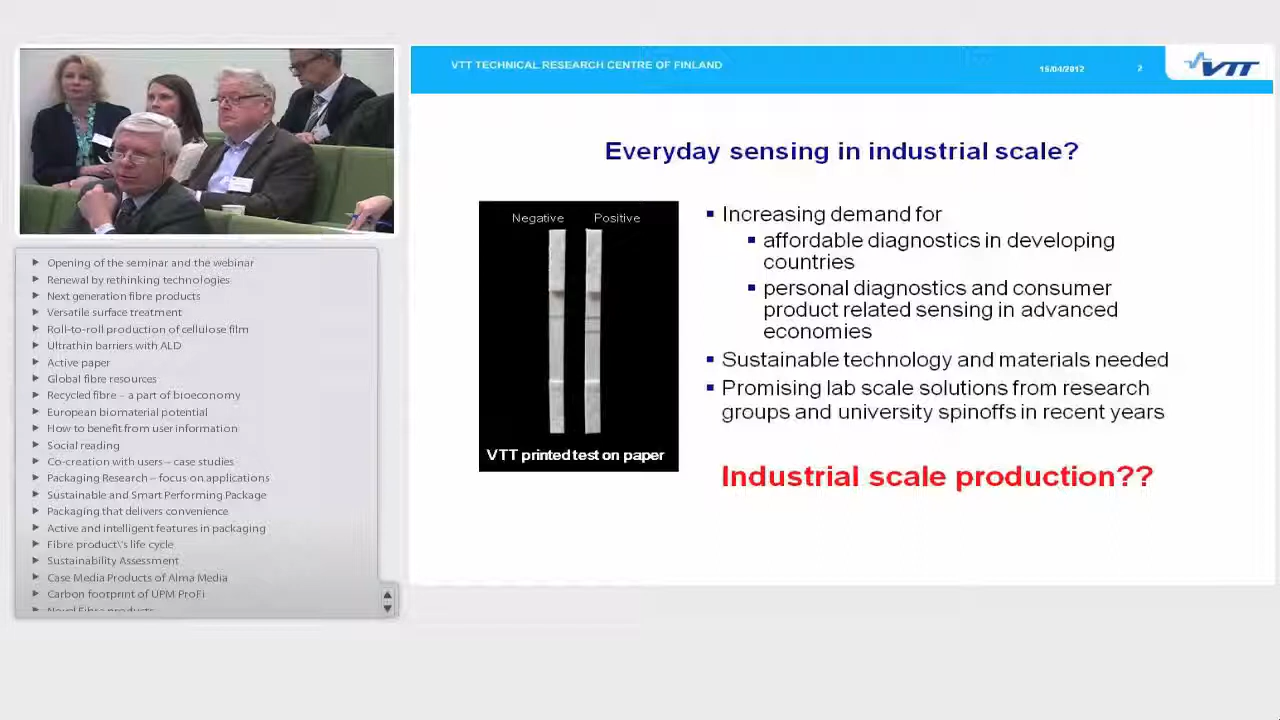 VTT TECHNICAL RESEARCH CENTRE OF FINLAND
16/04/2012
2
VTT
Everyday sensing in industrial scale?
Negative Positive
VTT printed test on paper
▪ Increasing demand for
▪ affordable diagnostics in developing
countries
▪ personal diagnostics and consumer
product related sensing in advanced
economies
▪ Sustainable technology and materials needed
▪ Promising lab scale solutions from research
groups and university spinoffs in recent years
Industrial scale production??
Opening of the seminar and the webinar
Renewal by rethinking technologies
Next generation fibre products
Versatile surface treatment
Roll-to-roll production of cellulose film
Ultrathin barriers with ALD
Active paper
Global fibre resources
Recycled fibre – a part of bioeconomy
European biomaterial potential
How to benefit from user information
Social reading
Co-creation with users – case studies
Packaging Research – focus on applications
Sustainable and Smart Performing Package
Packaging that delivers convenience
Active and intelligent features in packaging
Fibre product\'s life cycle
Sustainability Assessment
Case Media Products of Alma Media
Carbon footprint of UPM ProFi
Novel Fibre products